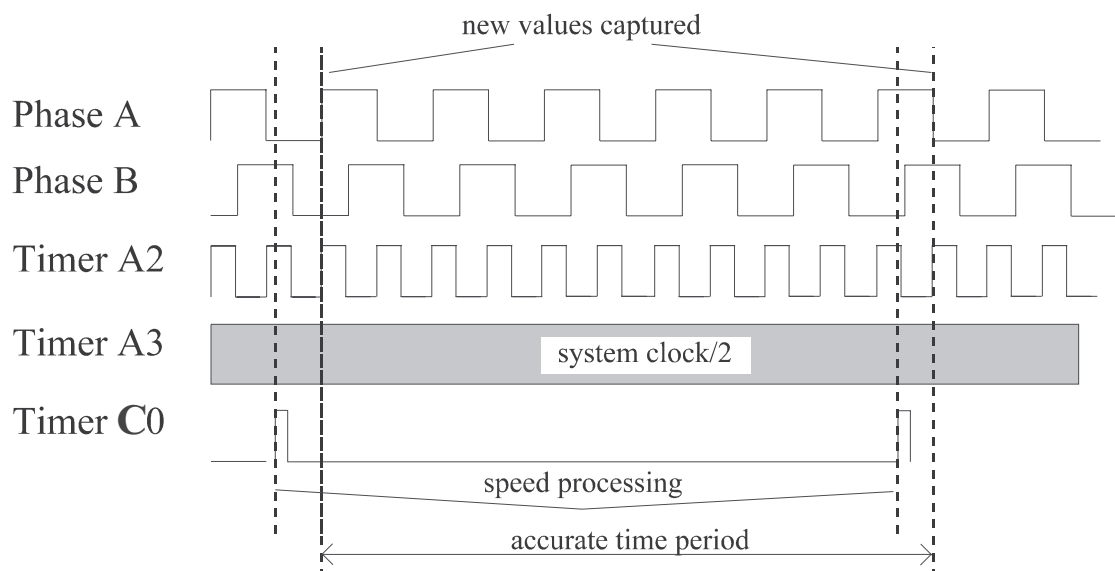 new values captured
Phase A
Phase B
Timer A2
Timer A3
system clock/2
Timer C0
speed processing
accurate time period